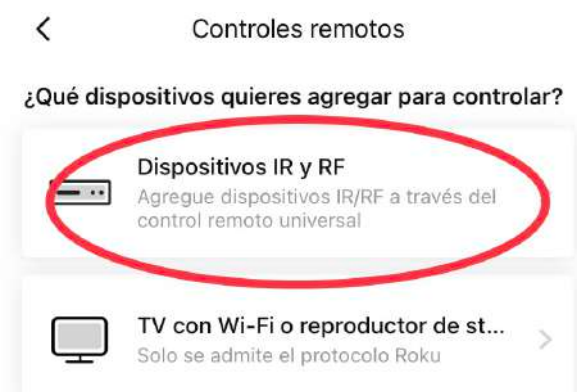 Controles remotos
¿Qué dispositivos quieres agregar para controlar?
Dispositivos IR y RF
Agregue dispositivos IR/RF a través del
control remoto universal
TV con Wi-Fi o reproductor de st...
Solo se admite el protocolo Roku